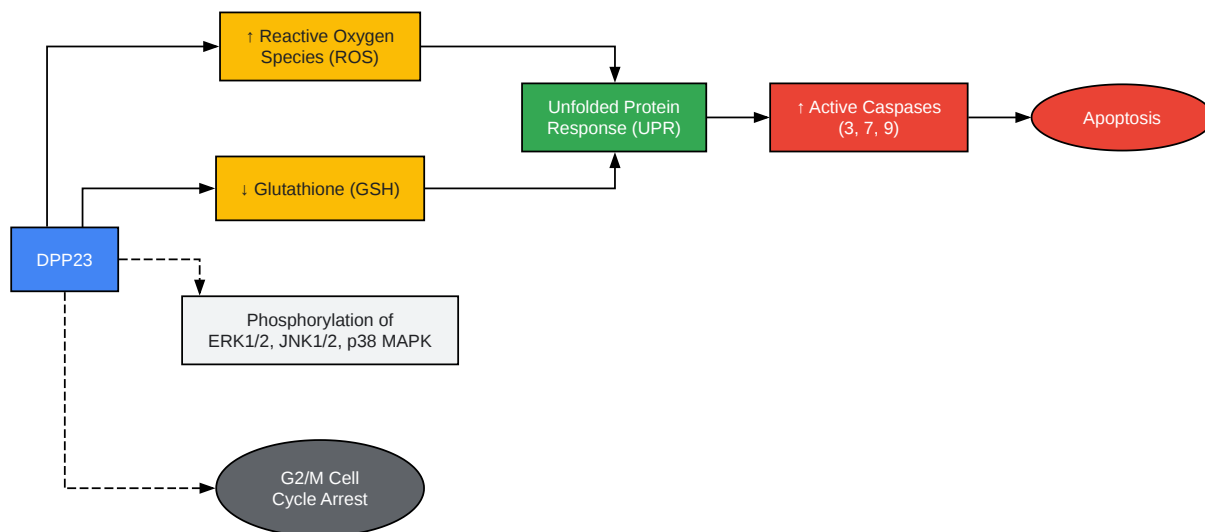 ↑ Reactive Oxygen
Species (ROS)
Unfolded Protein
Response (UPR)
↑ Active Caspases
(3, 7, 9)
Apoptosis
↓ Glutathione (GSH)
DPP23
Phosphorylation of
ERK1/2, JNK1/2, p38 MAPK
G2/M Cell
Cycle Arrest